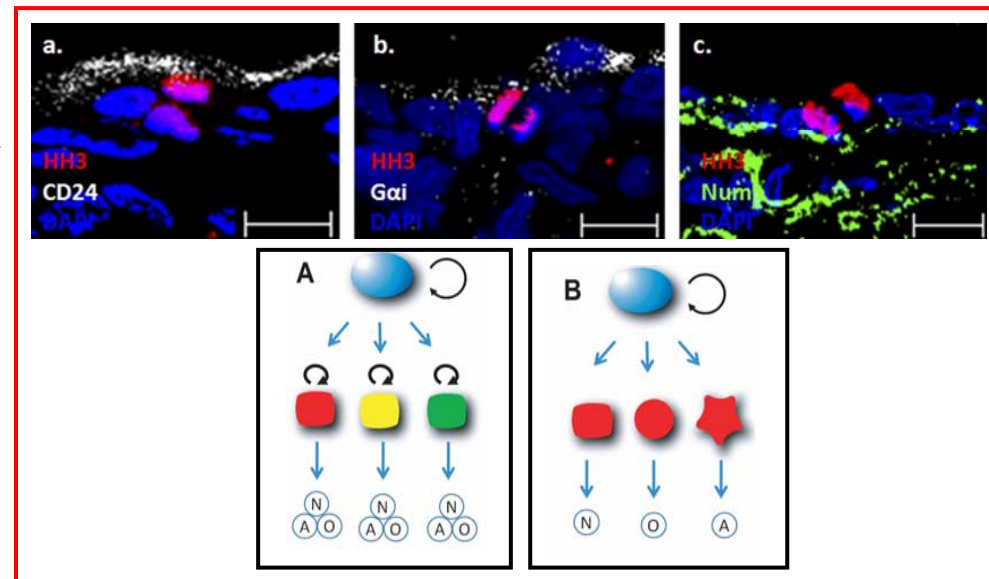 a.
HH3
CD24
DAPI
b.
HH3
Gαi
DAPI
c.
HH3
Num
DAPI
A
N
A O
N
A O
N
A O
B
N O A